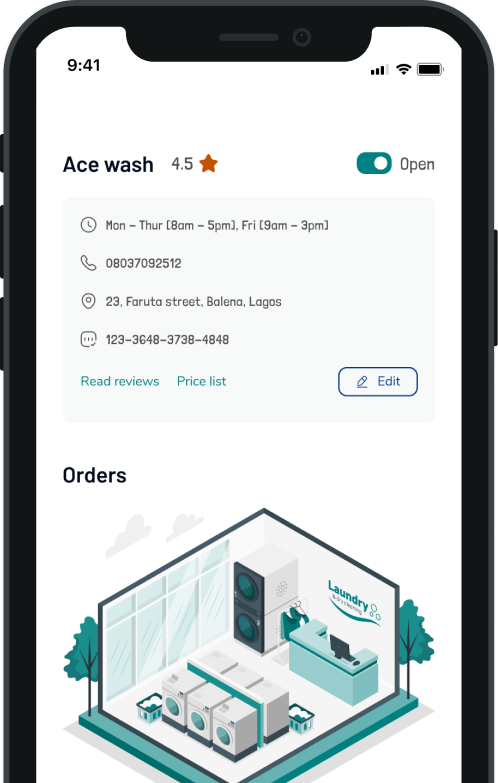 9:41
Ace wash 4.5 Open
Mon - Thur [8am - 5pm], Fri [9am - 3pm]
08037092512
23, Faruta street, Balena, Lagos
123-3648-3738-4848
Read reviews Price list Edit
Orders
Laundry
& dry cleaning